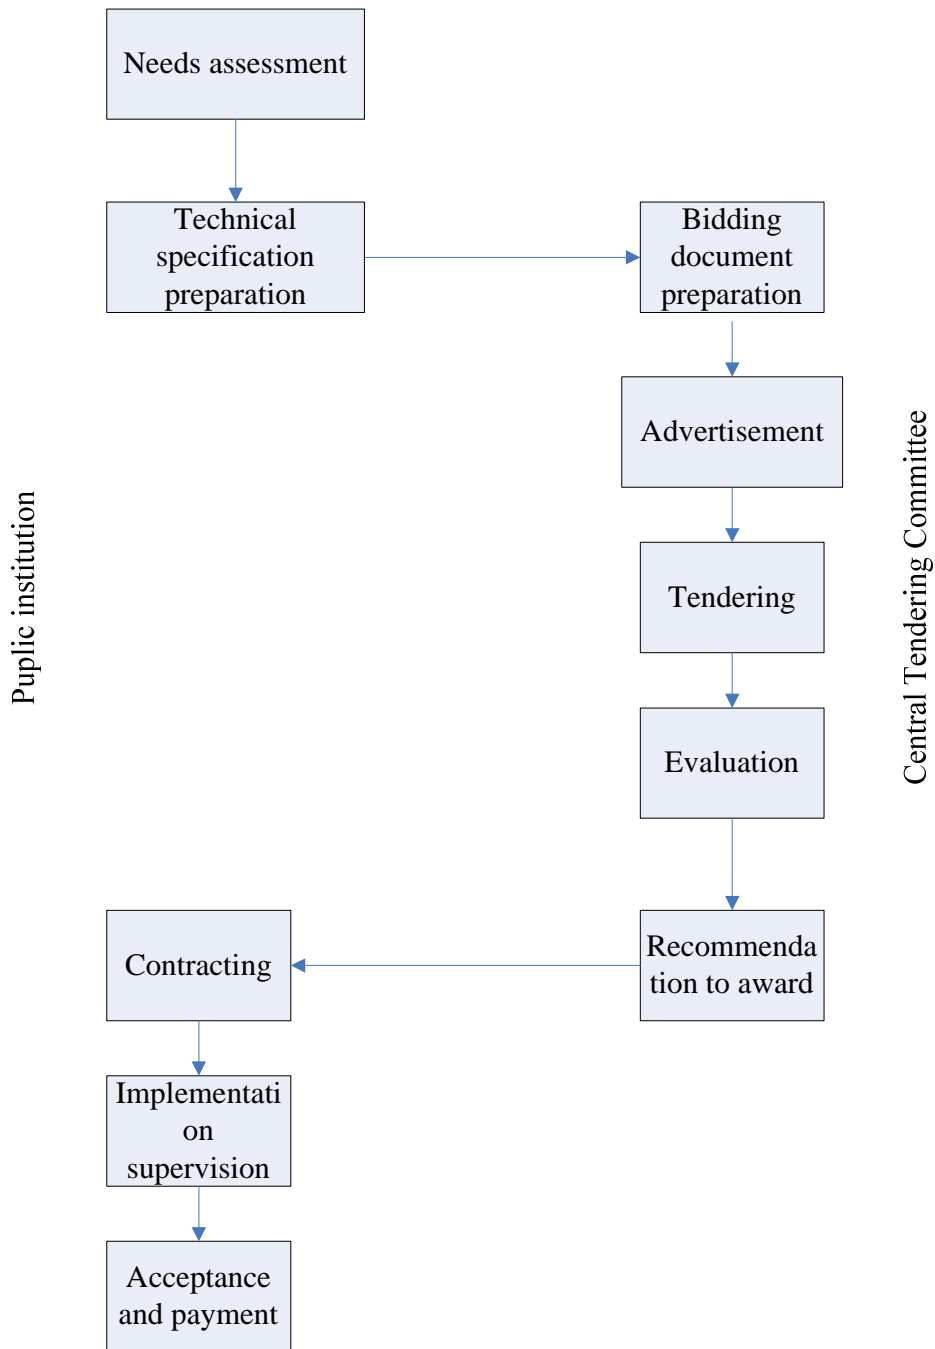 Needs assessment
Technical
specification
preparation
Bidding
document
preparation
Advertisement
Tendering
Evaluation
Recommenda
tion to award
Contracting
Implementati
on
supervision
Acceptance
and payment
Puplic institution
Central Tendering Committee